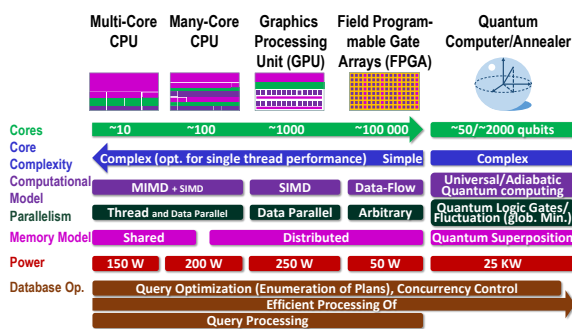 Multi-Core CPU
Many-Core CPU
Graphics Processing Unit (GPU)
Field Program-mable Gate Arrays (FPGA)
Quantum Computer/Annealer
Cores
~10
~100
~1000
~100 000
~50/~2000 qubits
Core Complexity
Complex (opt. for single thread performance)
Simple
Complex
Computational Model
MIMD + SIMD
SIMD
Data-Flow
Universal/Adiabatic Quantum computing
Parallelism
Thread and Data Parallel
Data Parallel
Arbitrary
Quantum Logic Gates/ Fluctuation (glob. Min.)
Memory Model
Shared
Distributed
Quantum Superposition
Power
150 W
200 W
250 W
50 W
25 KW
Database Op.
Query Optimization (Enumeration of Plans), Concurrency Control
Efficient Processing Of
Query Processing